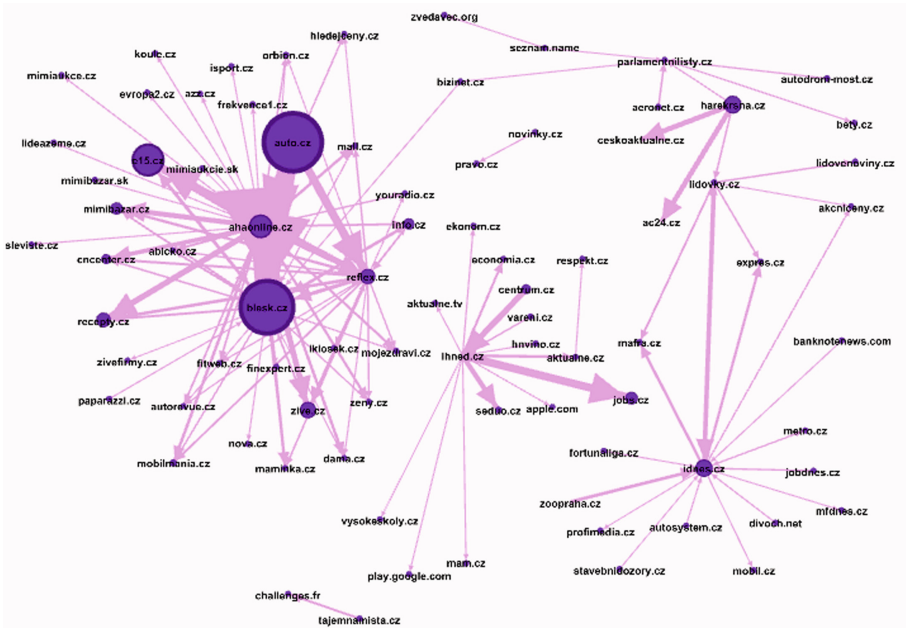 zvedavec.org
hledejceny.cz
seznam.name
koule.cz
orbion.cz
parlamentnilisty.cz
isport.cz
mimiaukce.cz
bizinet.cz
autodrom-most.cz
evropa2.cz
azz.cz
frekvence1.cz
aeronet.cz
harekrsna.cz
bety.cz
novinky.cz
ceskoaktualne.cz
lideazeme.cz
auto.cz
mall.cz
e15.cz
mimiaukcie.sk
pravo.cz
lidovenoviny.cz
mimibazar.sk
lidovky.cz
youradio.cz
mimibazar.cz
akcniceny.cz
ahaonline.cz
info.cz
ekonom.cz
ac24.cz
sleviste.cz
abicko.cz
cncenter.cz
economia.cz
respekt.cz
expres.cz
reflex.cz
centrum.cz
aktualne.tv
blesk.cz
recepty.cz
vareni.cz
iklosek.cz
mojezdravi.cz
hnvino.cz
mafra.cz
banknotenews.com
ihned.cz
aktualne.cz
zivefirmy.cz
fitweb.cz
finexpert.cz
paparazzi.cz
autorevue.cz
zive.cz
zeny.cz
seduo.cz
apple.com
jobs.cz
metro.cz
nova.cz
fortunaliga.cz
mobilmania.cz
maminka.cz
dama.cz
idnes.cz
jobdnes.cz
zoopraha.cz
mfdnes.cz
vysokeskoly.cz
profimedia.cz
autosystem.cz
divoch.net
mam.cz
play.google.com
stavebnidozory.cz
mobil.cz
challenges.fr
tajemnamista.cz